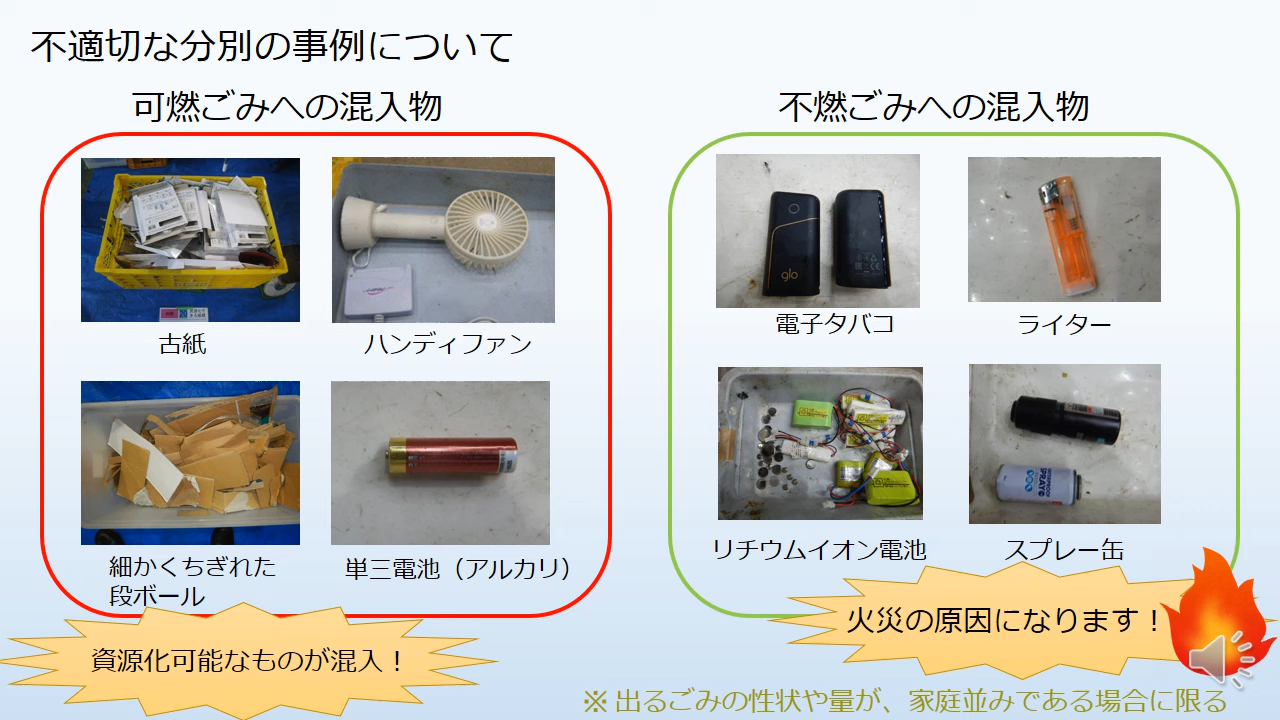 不適切な分別の事例について
可燃ごみへの混入物
古紙
ハンディファン
細かくちぎれた
段ボール
単三電池（アルカリ）
資源化可能なものが混入！
不燃ごみへの混入物
glo
電子タバコ
ライター
リチウムイオン電池
スプレー缶
火災の原因になります！
※ 出るごみの性状や量が、家庭並みである場合に限る